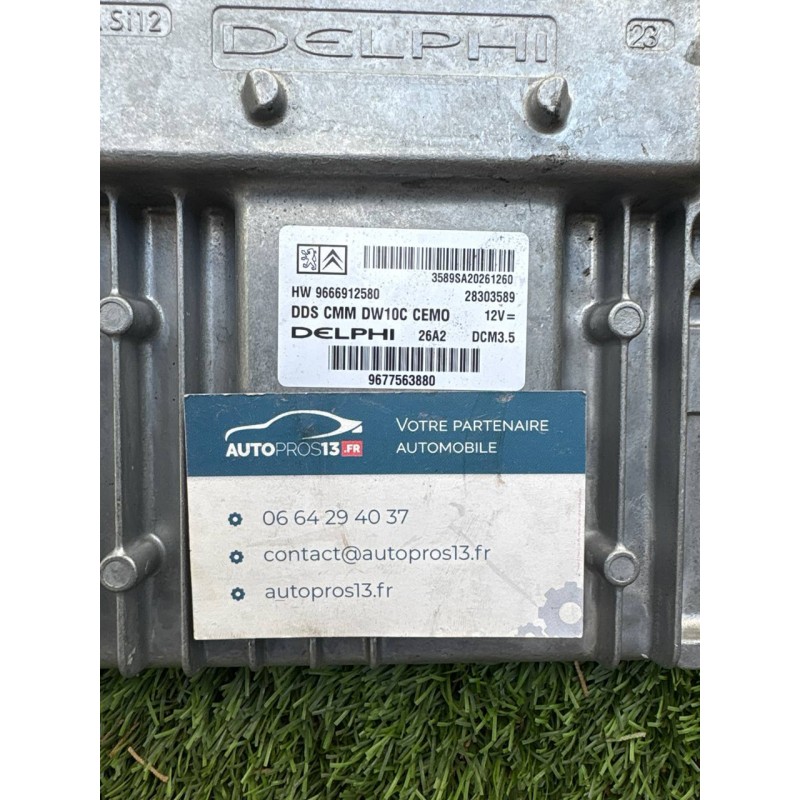 Si12
DELPHI
23
3589SA20261260
HW 9666912580 28303589
DDS CMM DW10C CEMO 12V=
DELPHI 26A2 DCM3.5
9677563880
AUTOPROS13.FR
VOTRE PARTENAIRE
AUTOMOBILE
06 64 29 40 37
contact@autopros13.fr
autopros13.fr